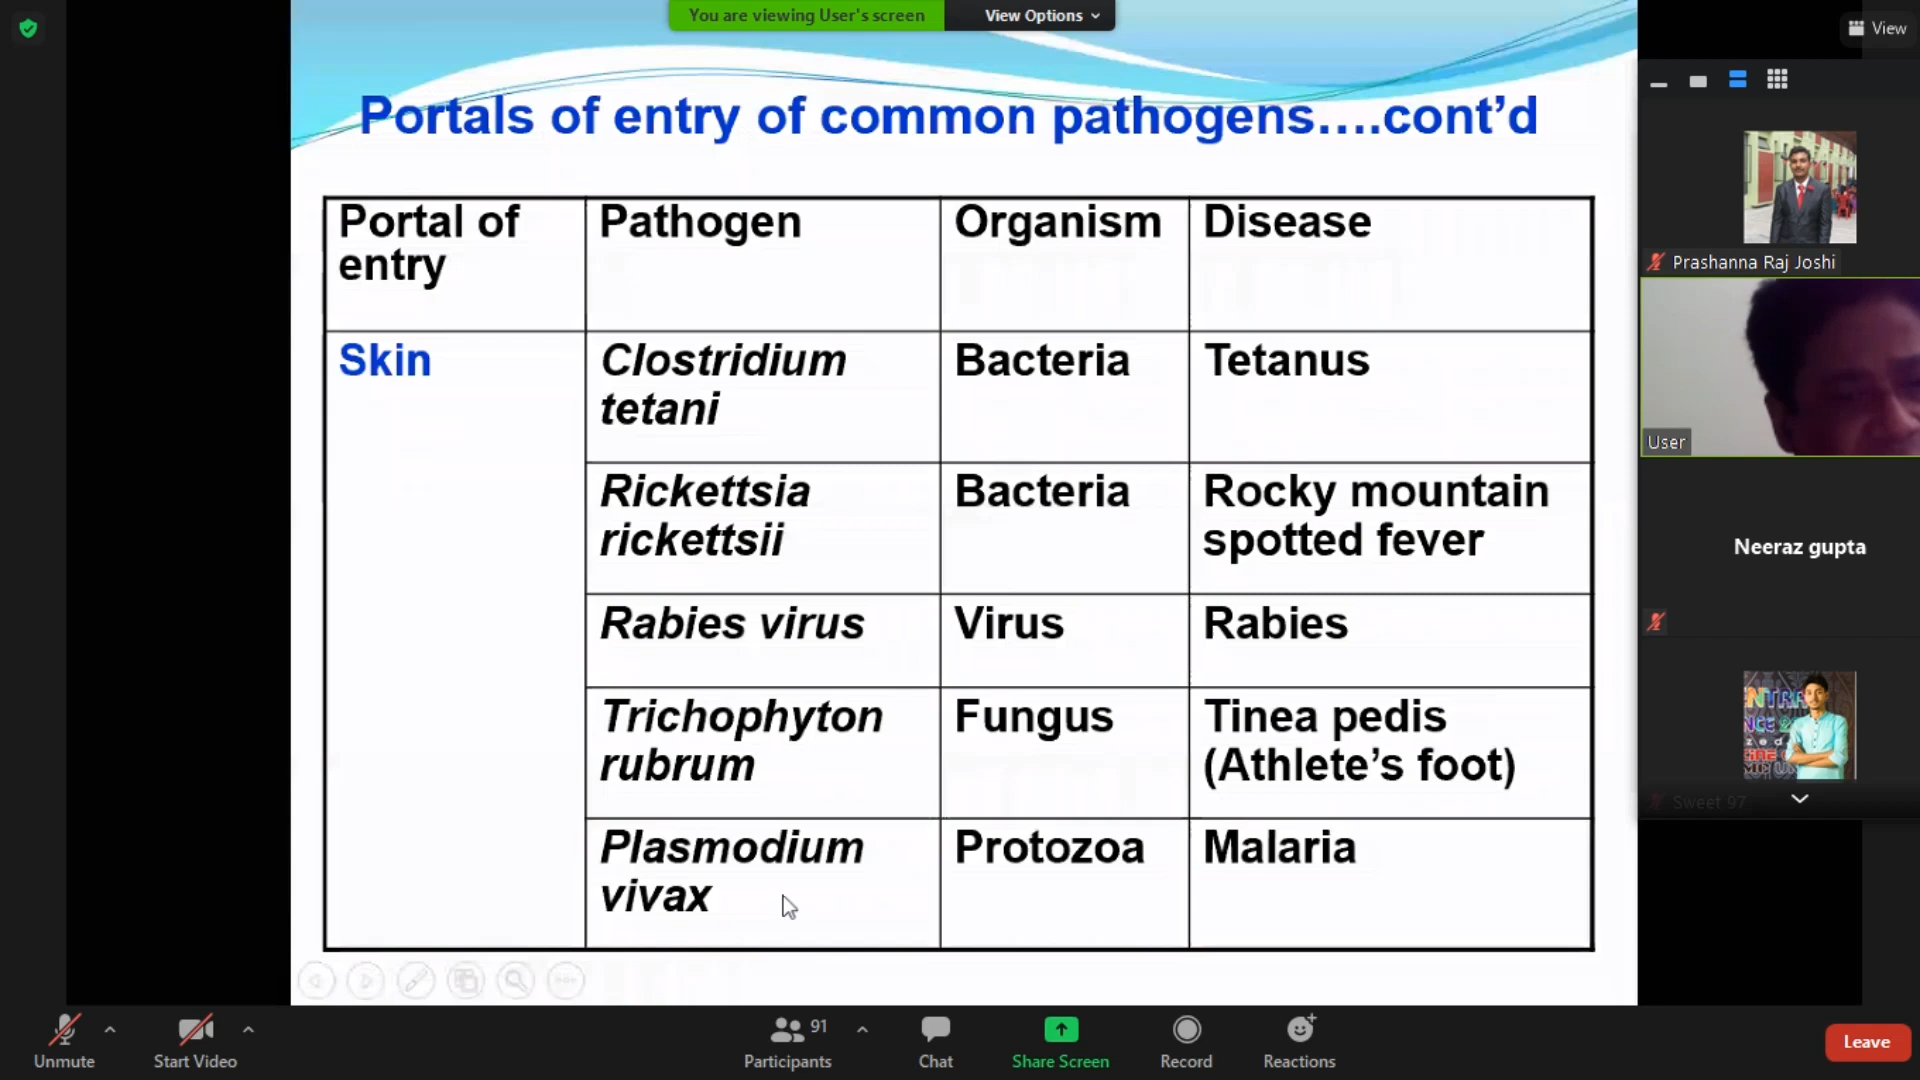 You are viewing User's screen
View Options
View
Portals of entry of common pathogens....cont'd
Portal of
entry
Pathogen
Organism
Disease
Skin
Clostridium
tetani
Bacteria
Tetanus
Rickettsia
rickettsii
Bacteria
Rocky mountain
spotted fever
Rabies virus
Virus
Rabies
Trichophyton
rubrum
Fungus
Tinea pedis
(Athlete's foot)
Plasmodium
vivax
Protozoa
Malaria
Prashanna Raj Joshi
User
Neeraz gupta
Sweet 97
Unmute
Start Video
91
Participants
Chat
Share Screen
Record
Reactions
Leave